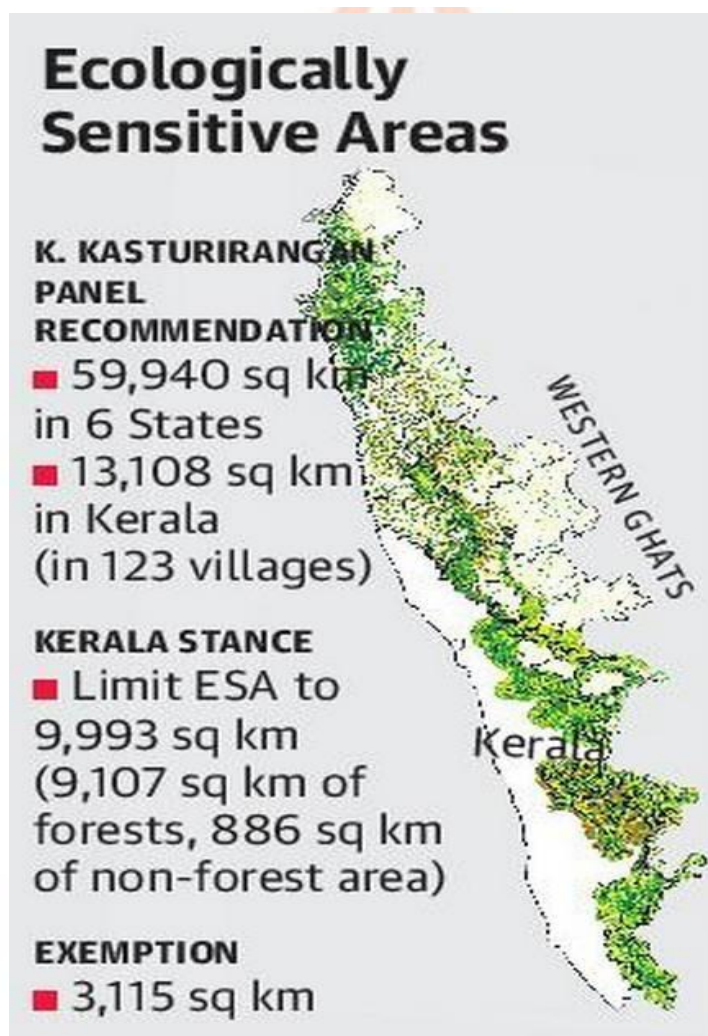 Ecologically
Sensitive Areas
K. KASTURIRANGAN
PANEL
RECOMMENDATION
59,940 sq km
in 6 States
13,108 sq km
in Kerala
(in 123 villages)
KERALA STANCE
Limit ESA to
9,993 sq km
(9,107 sq km of
forests, 886 sq km
of non-forest area)
EXEMPTION
3,115 sq km
WESTERN GHATS
Kerala